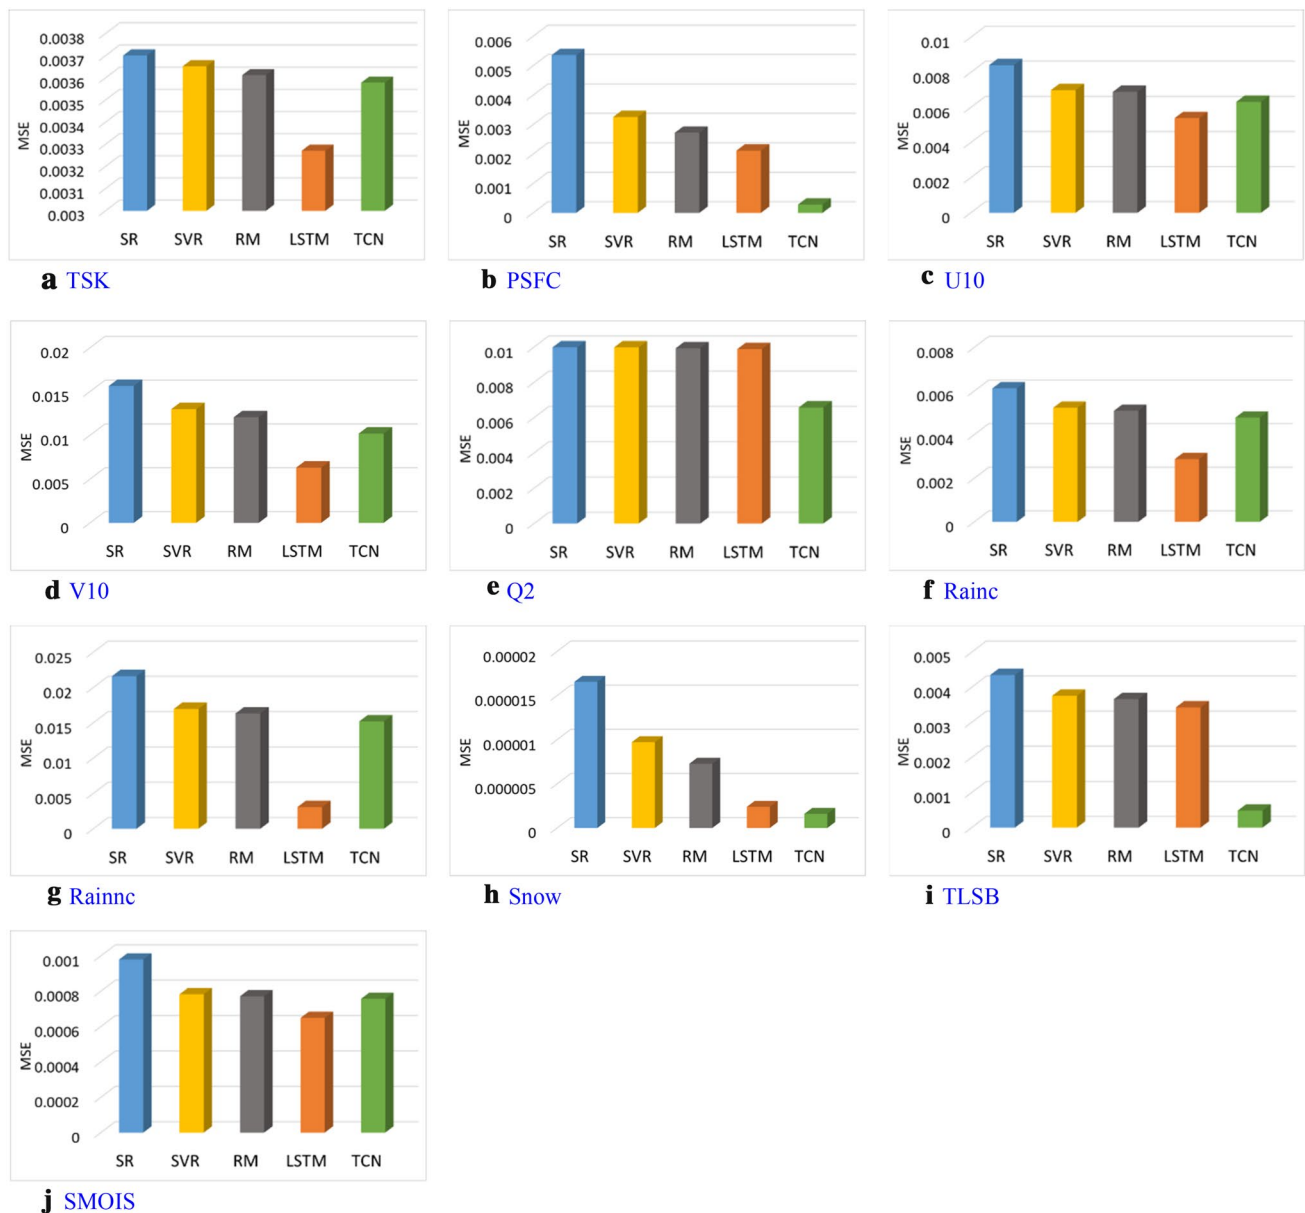 0.0038
0.0037
0.0036
0.0035
0.0034
0.0033
0.0032
0.0031
0.003
MSE
SR SVR RM LSTM TCN
a TSK
0.006
0.005
0.004
0.003
0.002
0.001
0
MSE
SR SVR RM LSTM TCN
b PSFC
0.01
0.008
0.006
0.004
0.002
0
MSE
SR SVR RM LSTM TCN
c U10
0.02
0.015
0.01
0.005
0
MSE
SR SVR RM LSTM TCN
d V10
0.01
0.008
0.006
0.004
0.002
0
MSE
SR SVR RM LSTM TCN
e Q2
0.008
0.006
0.004
0.002
0
MSE
SR SVR RM LSTM TCN
f Rainc
0.025
0.02
0.015
0.01
0.005
0
MSE
SR SVR RM LSTM TCN
g Rainnc
0.00002
0.000015
0.00001
0.000005
0
MSE
SR SVR RM LSTM TCN
h Snow
0.005
0.004
0.003
0.002
0.001
0
MSE
SR SVR RM LSTM TCN
i TLSB
0.001
0.0008
0.0006
0.0004
0.0002
0
MSE
SR SVR RM LSTM TCN
j SMOIS